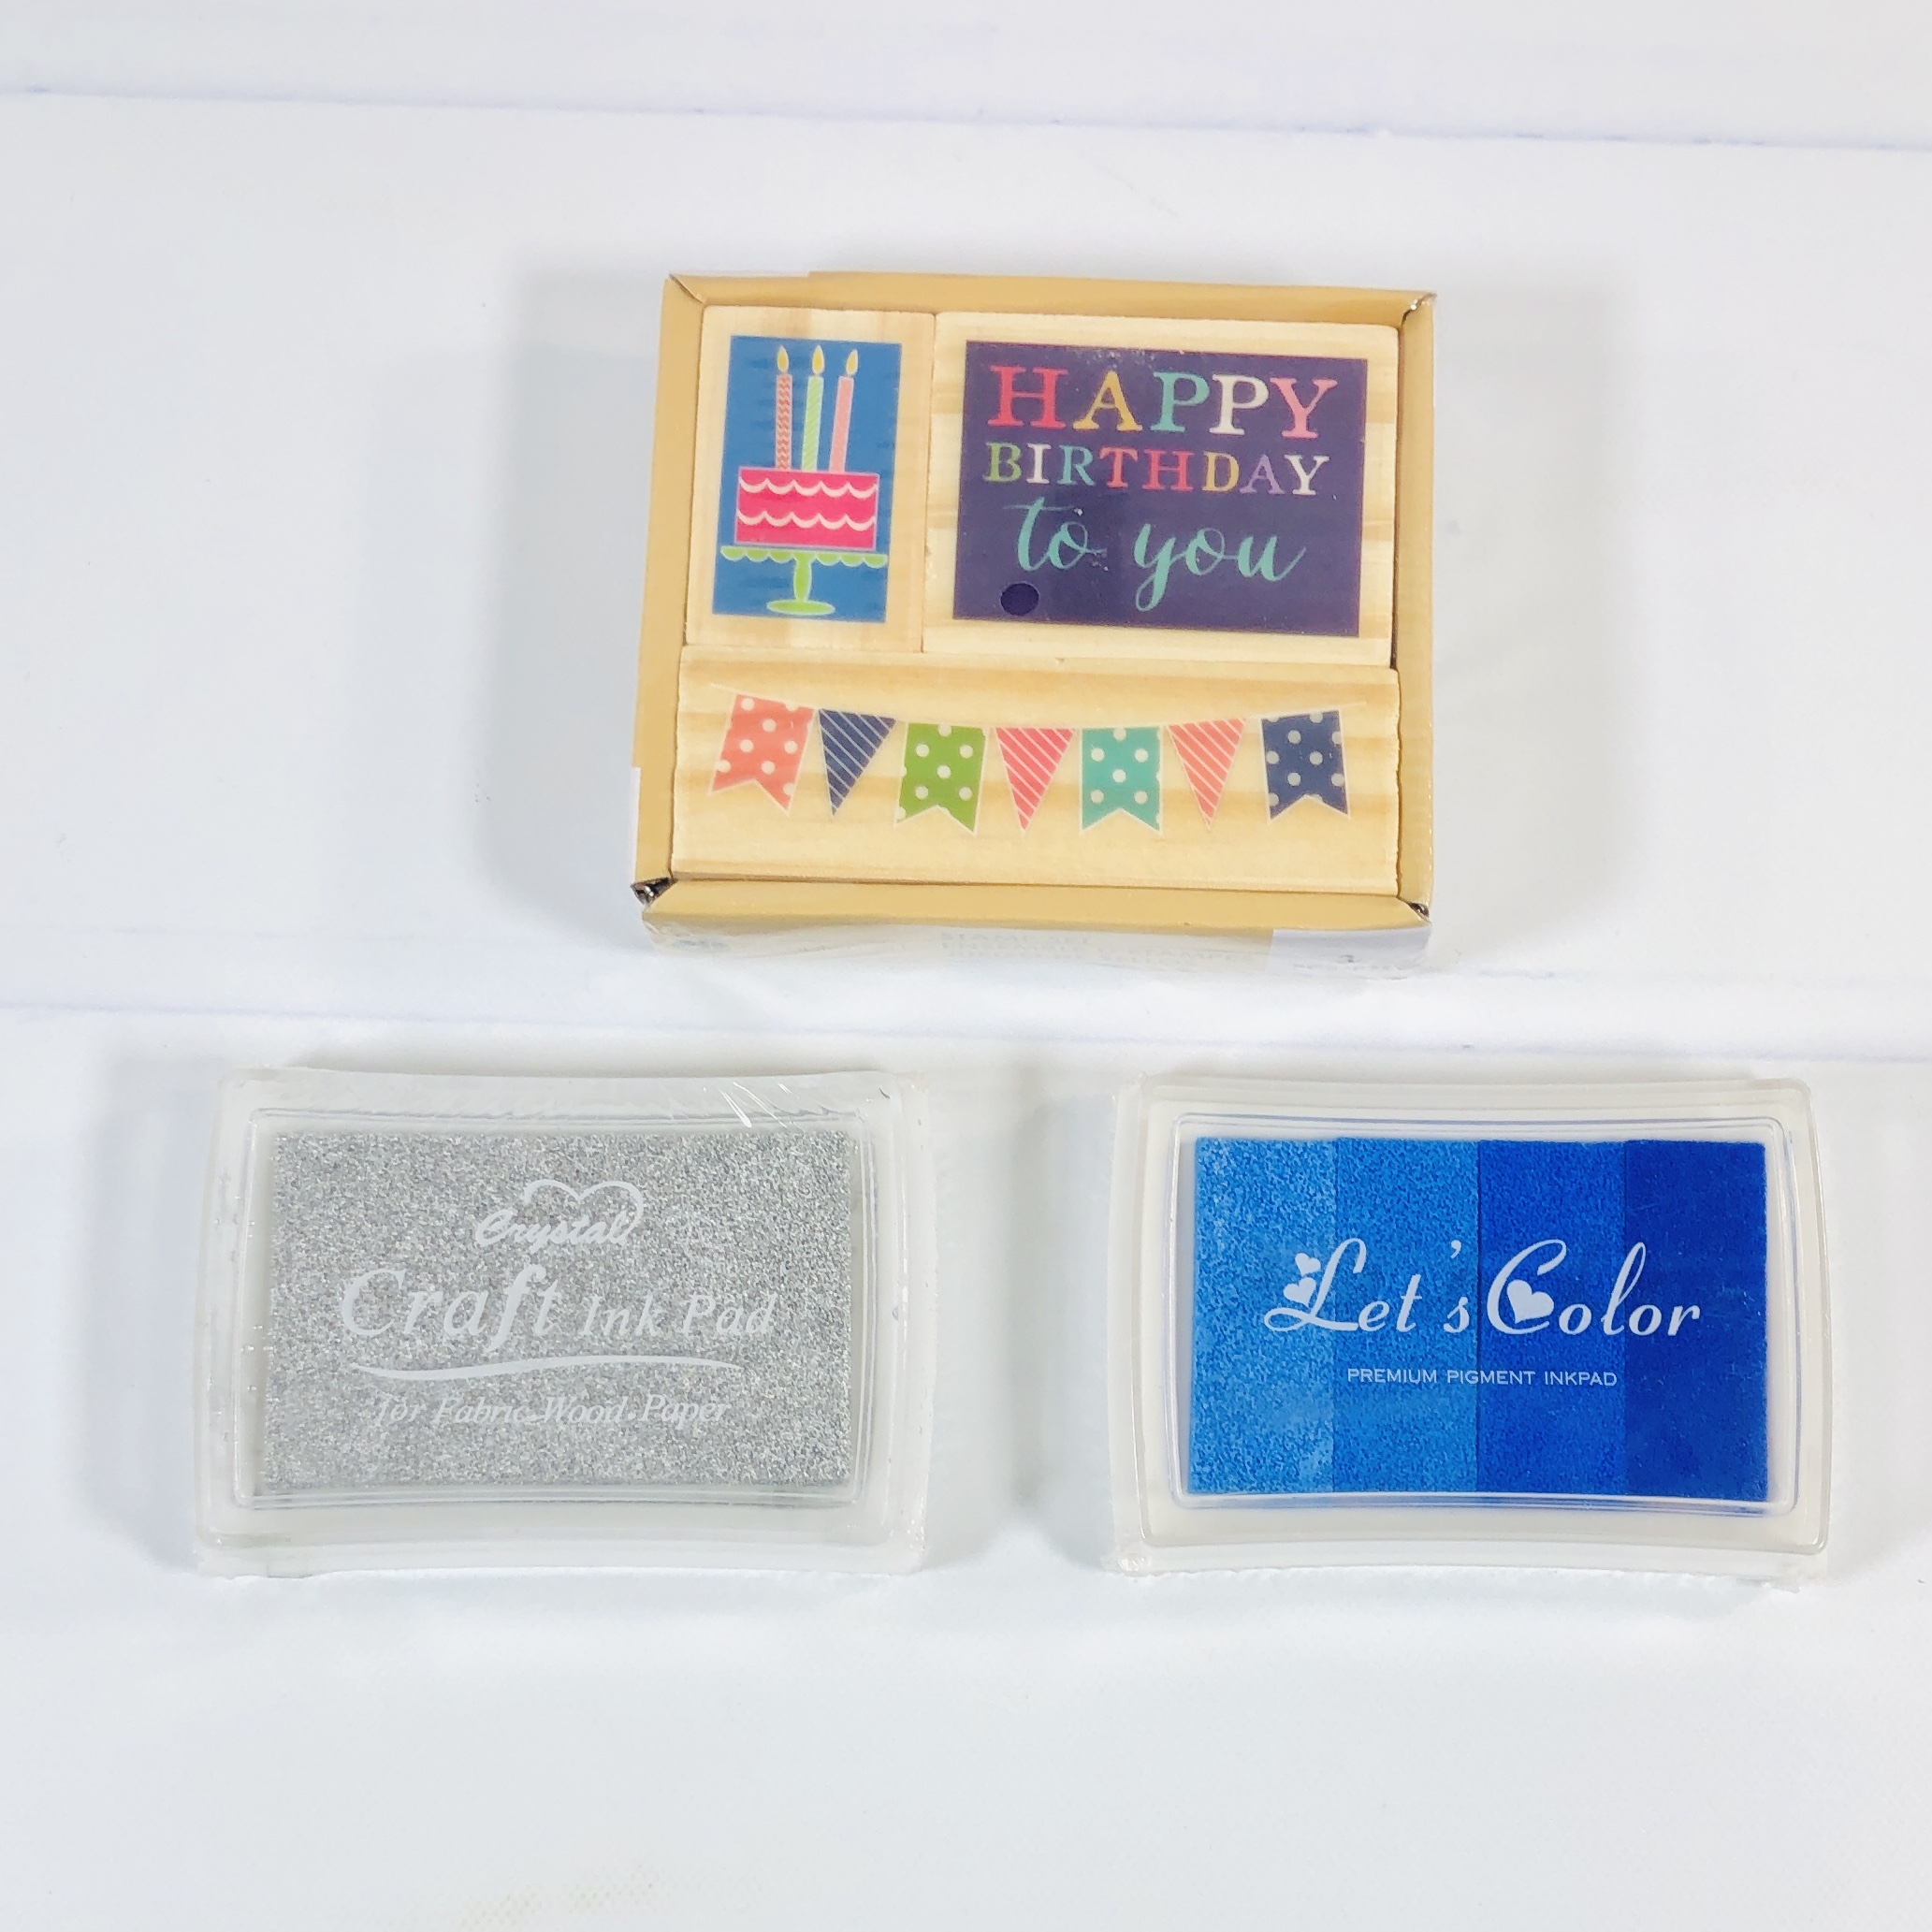 HAPPY
BIRTHDAY
to you
Crystal
Craft Ink Pad
for Fabric.Wood.Paper
Let's Color
PREMIUM PIGMENT INKPAD